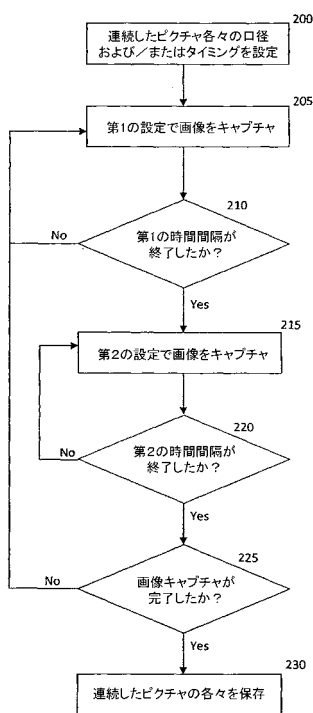 200
連続したピクチャ各々の口径
および／またはタイミングを設定
205
第1の設定で画像をキャプチャ
210
No
第1の時間間隔が
終了したか？
Yes
215
第2の設定で画像をキャプチャ
220
No
第2の時間間隔が
終了したか？
Yes
225
No
画像キャプチャが
完了したか？
Yes
230
連続したピクチャの各々を保存